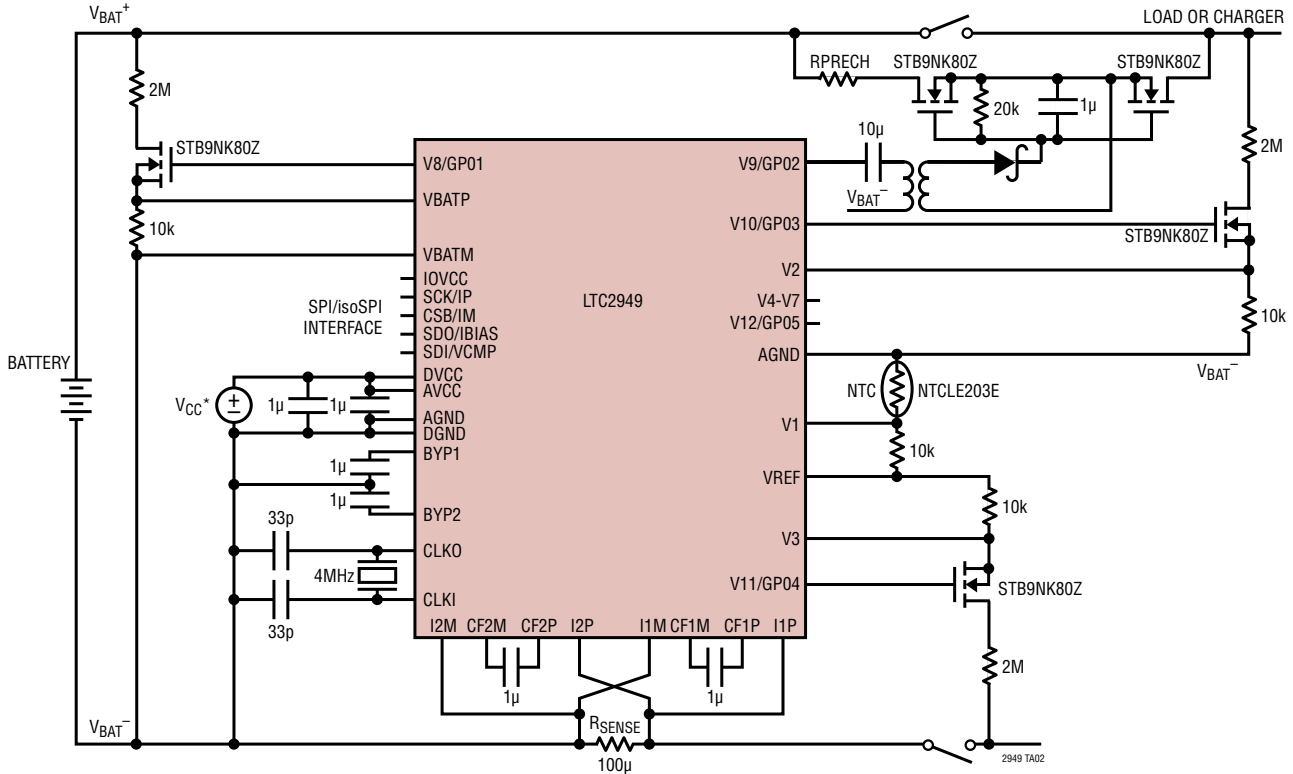 VBAT+
LOAD OR CHARGER
RPRECH
STB9NK80Z
STB9NK80Z
2M
20k
1µ
10µ
2M
STB9NK80Z
V8/GP01
V9/GP02
VBAT−
VBATP
10k
V10/GP03
STB9NK80Z
VBATM
V2
IOVCC
SCK/IP
CSB/IM
SDO/IBIAS
SDI/VCMP
SPI/isoSPI
INTERFACE
LTC2949
V4-V7
V12/GP05
10k
BATTERY
AGND
VBAT−
DVCC
AVCC
AGND
DGND
VCC*
+
−
1µ
1µ
NTC
NTCLE203E
V1
10k
BYP1
1µ
1µ
BYP2
VREF
10k
33p
CLKO
V3
4MHz
CLKI
33p
V11/GP04
STB9NK80Z
I2M
CF2M
CF2P
I2P
I1M
CF1M
CF1P
I1P
1µ
1µ
2M
VBAT−
RSENSE
100µ
2949 TA02